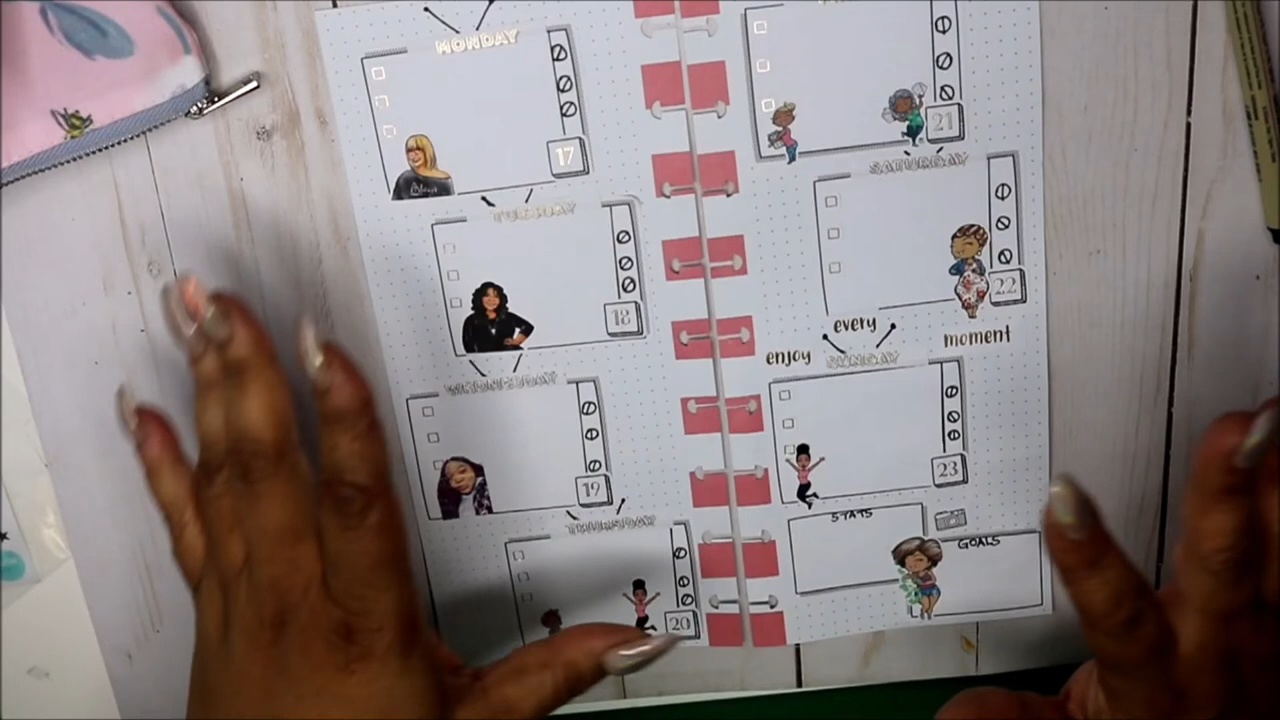 MONDAY
17
TUESDAY
18
WEDNESDAY
19
THURSDAY
20
21
SATURDAY
22
enjoy every moment
SUNDAY
23
STATS
GOALS